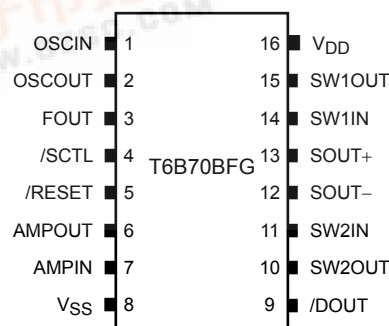 OSCIN 1 16 VDD
OSCOUT 2 15 SW1OUT
FOUT 3 14 SW1IN
/SCTL 4 13 SOUT+
T6B70BFG
/RESET 5 12 SOUT−
AMPOUT 6 11 SW2IN
AMPIN 7 10 SW2OUT
VSS 8 9 /DOUT